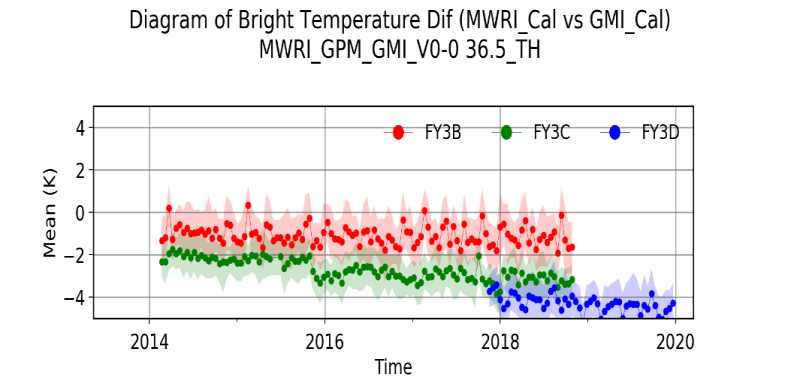 Diagram of Bright Temperature Dif (MWRI_Cal vs GMI_Cal)
MWRI_GPM_GMI_V0-0 36.5_TH
FY3B FY3C FY3D
Mean (K)
4
2
0
−2
−4
2014 2016 2018 2020
Time